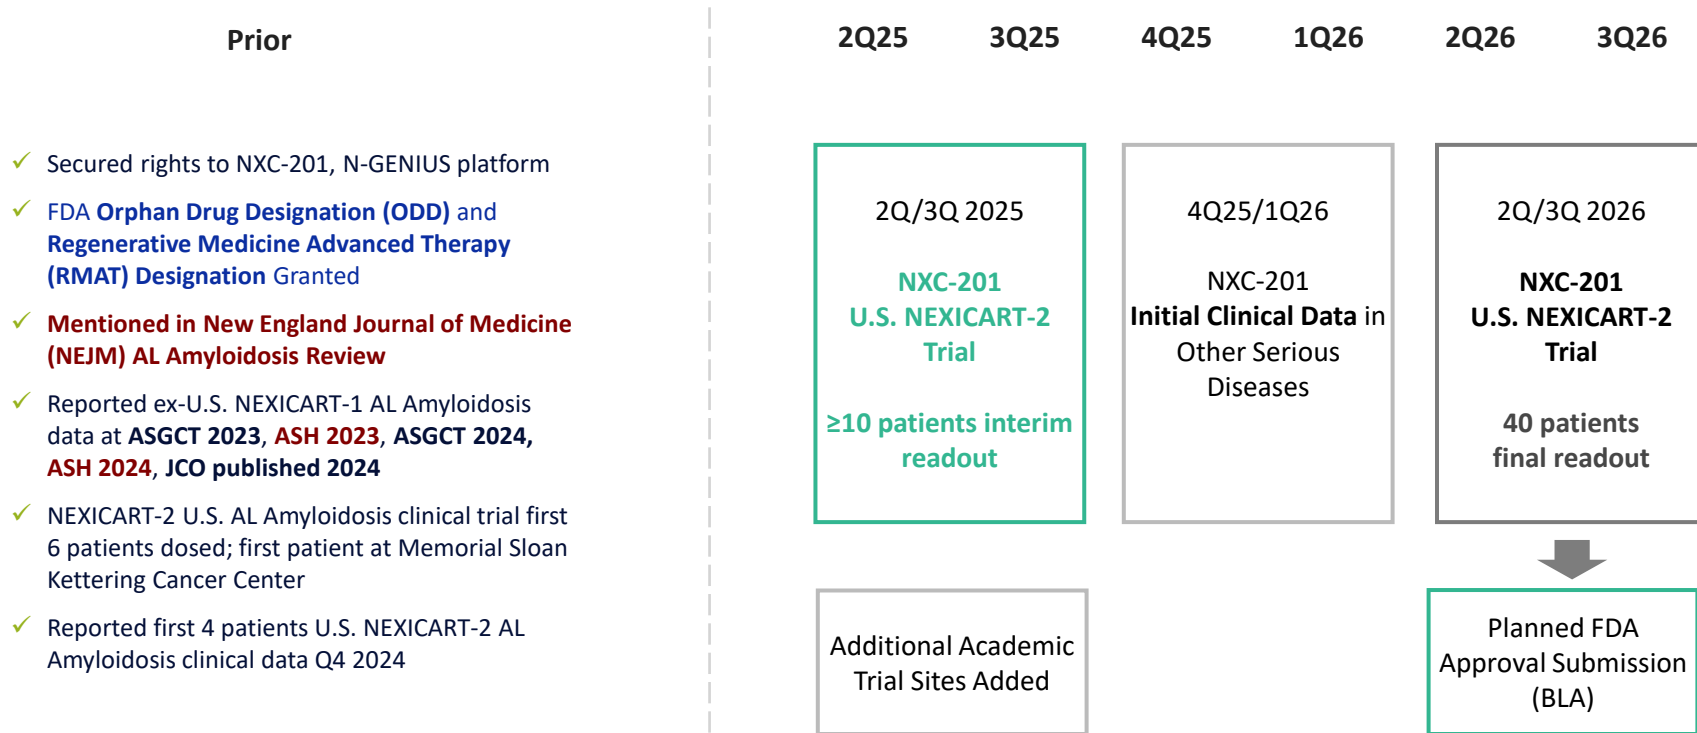 Prior
2Q25 3Q25 4Q25 1Q26 2Q26 3Q26
✓ Secured rights to NXC-201, N-GENIUS platform
✓ FDA Orphan Drug Designation (ODD) and
Regenerative Medicine Advanced Therapy
(RMAT) Designation Granted
✓ Mentioned in New England Journal of Medicine
(NEJM) AL Amyloidosis Review
✓ Reported ex-U.S. NEXICART-1 AL Amyloidosis
data at ASGCT 2023, ASH 2023, ASGCT 2024,
ASH 2024, JCO published 2024
✓ NEXICART-2 U.S. AL Amyloidosis clinical trial first
6 patients dosed; first patient at Memorial Sloan
Kettering Cancer Center
✓ Reported first 4 patients U.S. NEXICART-2 AL
Amyloidosis clinical data Q4 2024
2Q/3Q 2025
NXC-201
U.S. NEXICART-2
Trial
≥10 patients interim
readout
Additional Academic
Trial Sites Added
4Q25/1Q26
NXC-201
Initial Clinical Data in
Other Serious
Diseases
2Q/3Q 2026
NXC-201
U.S. NEXICART-2
Trial
40 patients
final readout
Planned FDA
Approval Submission
(BLA)